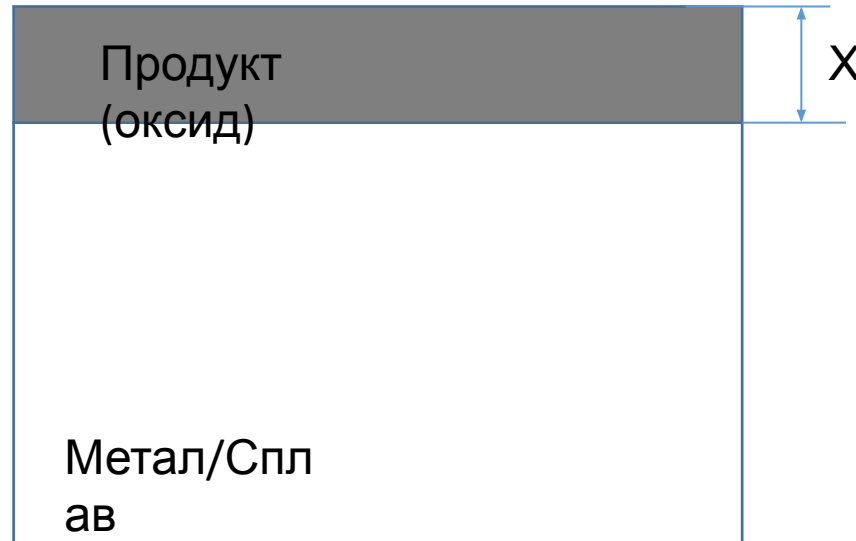 Продукт
(оксид)
X
Метал/Спл
ав